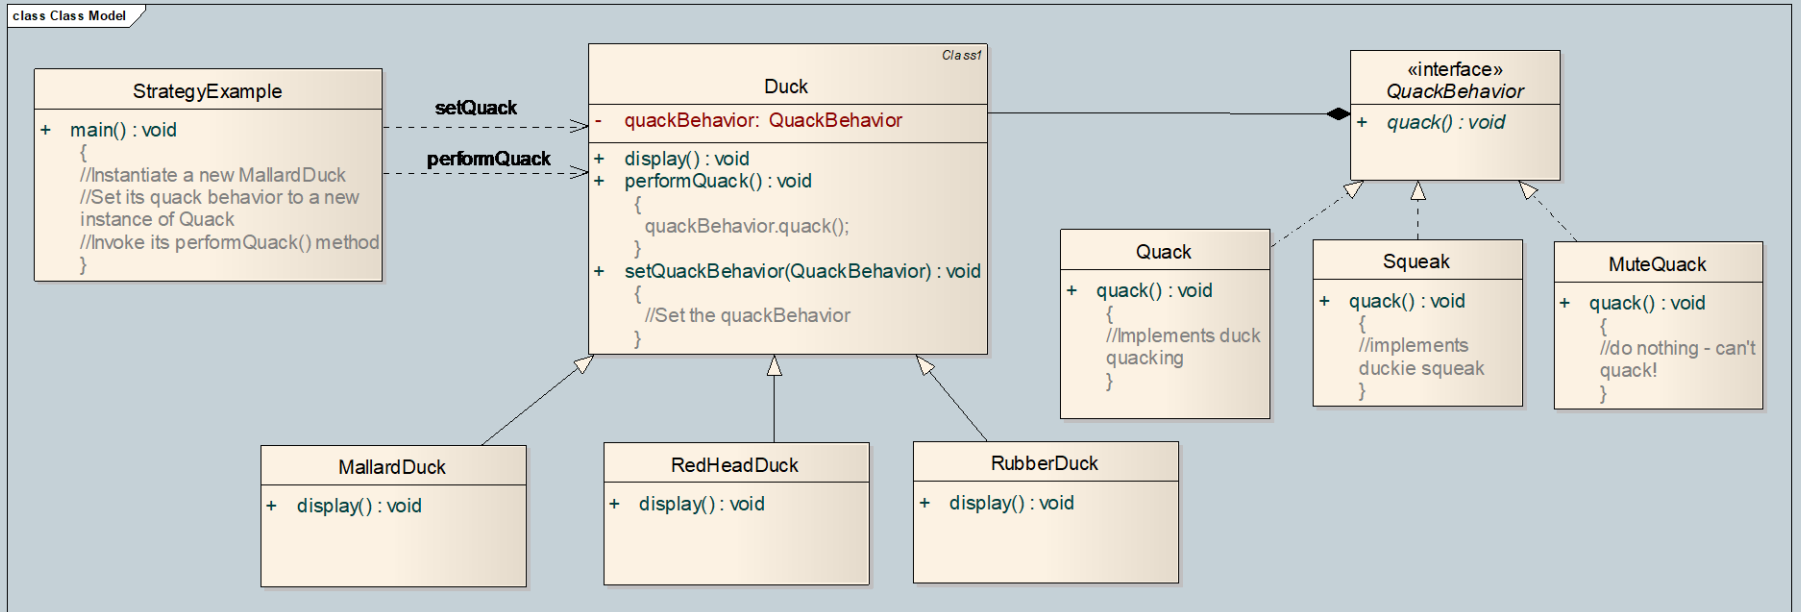 class Class Model
StrategyExample
+ main() : void
{
//Instantiate a new MallardDuck
//Set its quack behavior to a new
instance of Quack
//Invoke its performQuack() method
}
setQuack
performQuack
Class1
Duck
- quackBehavior: QuackBehavior
+ display() : void
+ performQuack() : void
{
quackBehavior.quack();
}
+ setQuackBehavior(QuackBehavior) : void
{
//Set the quackBehavior
}
«interface»
QuackBehavior
+ quack() : void
Quack
+ quack() : void
{
//Implements duck
quacking
}
Squeak
+ quack() : void
{
//implements
duckie squeak
}
MuteQuack
+ quack() : void
{
//do nothing - can't
quack!
}
MallardDuck
+ display() : void
RedHeadDuck
+ display() : void
RubberDuck
+ display() : void